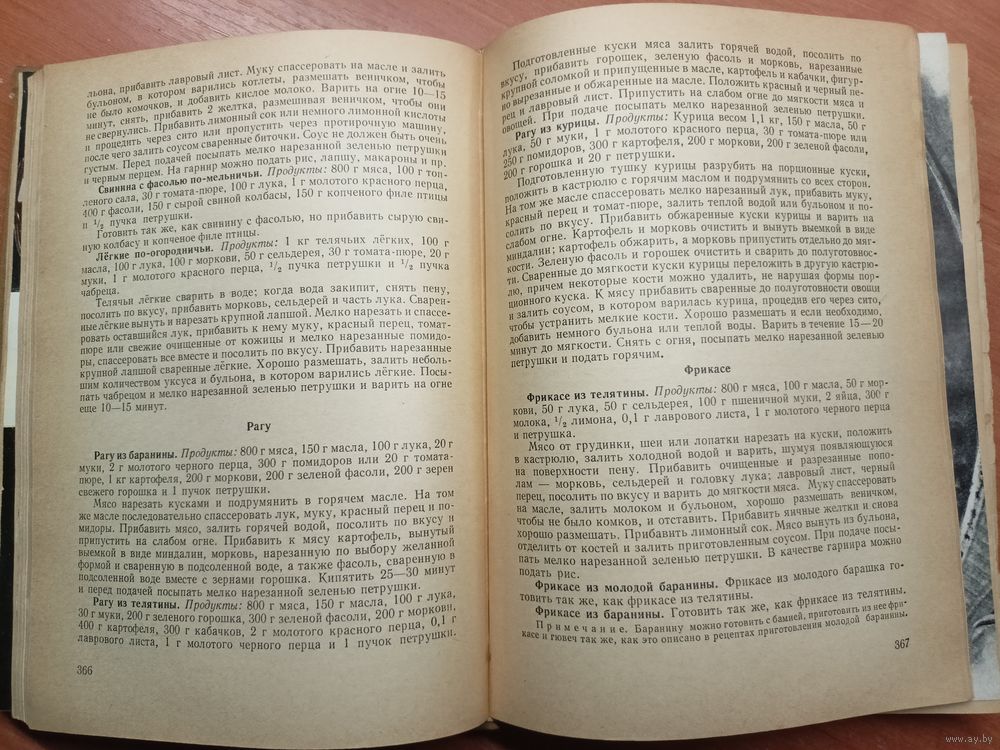 льона, прибавить лавровый лист. Муку спассеровать на масле и залить
бульоном, в котором варились котлеты, размешать веничком, чтобы
не было комочков, и добавить кислое молоко. Варить на огне 10—15
минут, снять, прибавить 2 желтка, размешивая веничком, чтобы они
не свернулись. Прибавить лимонный сок или немного лимонной кислоты
и процедить через сито или пропустить через протирочную машину,
после чего залить соусом сваренные биточки. Соус не должен быть очень
густым. Перед подачей посыпать мелко нарезанной зеленью петрушки
и черным перцем. На гарнир можно подать рис, лапшу, макароны и пр.
Свинина с фасолью по-мельничьи. Продукты: 800 г мяса, 100 г топ-
леного сала, 30 г томата-пюре, 100 г лука, 1 г молотого красного перца,
400 г фасоли, 150 г сырой свиной колбасы, 150 г копченого филе птицы
и 1/2 пучка петрушки.
Готовить так же, как свинину с фасолью, но прибавить сырую сви-
ную колбасу и копченое филе птицы.
Лёгкие по-огородничьи. Продукты: 1 кг телячьих лёгких, 100 г
масла, 100 г лука, 100 г моркови, 50 г сельдерея, 30 г томата-пюре, 20 г
муки, 1 г молотого красного перца, 1/2 пучка петрушки и 1/2 пучка
чабреца.
Телячьи лёгкие сварить в воде; когда вода закипит, снять пену,
посолить по вкусу, прибавить морковь, сельдерей и часть лука. Сварен-
ные лёгкие вынуть и нарезать крупной лапшой. Мелко нарезать и спассе-
ровать оставшийся лук, прибавить к нему муку, красный перец, томат-
пюре или свежие очищенные от кожицы и мелко нарезанные помидо-
ры, спассеровать все вместе и посолить по вкусу. Прибавить нарезанные
крупной лапшой сваренные лёгкие. Хорошо размешать, залить неболь-
шим количеством уксуса и бульона, в котором варились лёгкие. Посы-
пать чабрецом и мелко нарезанной зеленью петрушки и варить на огне
еще 10—15 минут.
Рагу
Рагу из баранины. Продукты: 800 г мяса, 150 г масла, 100 г лука, 20 г
муки, 2 г молотого черного перца, 300 г помидоров или 20 г томата-
пюре, 1 кг картофеля, 200 г моркови, 200 г зеленой фасоли, 200 г зерен
свежего горошка и 1 пучок петрушки.
Мясо нарезать кусками и подрумянить в горячем масле. На том
же масле последовательно спассеровать лук, муку, красный перец и по-
мидоры. Прибавить мясо, залить горячей водой, посолить по вкусу и
припустить на слабом огне. Прибавить к мясу картофель, вынутый
выемкой в виде миндалин, морковь, нарезанную по выбору желанной
формой и сваренную в подсоленной воде, а также фасоль, сваренную в
подсоленной воде вместе с зернами горошка. Кипятить 25—30 минут
и перед подачей посыпать мелко нарезанной зеленью петрушки.
Рагу из телятины. Продукты: 800 г мяса, 150 г масла, 100 г лука,
30 г муки, 200 г зеленого горошка, 300 г зеленой фасоли, 200 г моркови,
400 г картофеля, 300 г кабачков, 2 г молотого красного перца, 0,1 г
лаврового листа, 1 г молотого черного перца и 1 пучок петрушки.
366
Подготовленные куски мяса залить горячей водой, посолить по
вкусу, прибавить горошек, зеленую фасоль и морковь, нарезанные
крупной соломкой и припущенные в масле, картофель и кабачки, фигур-
но вырезанные и обжаренные на масле. Положить красный и черный пе-
рец и лавровый лист. Припустить на слабом огне до мягкости мяса и
овощей. При подаче посыпать мелко нарезанной зеленью петрушки.
Рагу из курицы. Продукты: Курица весом 1,1 кг, 150 г масла, 50 г
лука, 50 г муки, 1 г молотого красного перца, 30 г томата-пюре или
250 г помидоров, 300 г картофеля, 200 г моркови, 200 г зеленой фасоли,
200 г горошка и 20 г петрушки.
Подготовленную тушку курицы разрубить на порционные куски,
положить в кастрюлю с горячим маслом и подрумянить со всех сторон.
На том же масле спассеровать мелко нарезанный лук, прибавить муку,
красный перец и томат-пюре, залить теплой водой или бульоном и по-
солить по вкусу. Прибавить обжаренные куски курицы и варить на
слабом огне. Картофель и морковь очистить и вынуть выемкой в виде
миндалин; картофель обжарить, а морковь припустить отдельно до мяг-
кости. Зеленую фасоль и горошек очистить и сварить до полуготовнос-
ти. Сваренные до мягкости куски курицы переложить в другую кастрю-
лю, причем некоторые кости можно удалить, не нарушая формы пор-
ционного куска. К мясу прибавить сваренные до полуготовности овощи
и залить соусом, в котором варилась курица, процедив его через сито,
чтобы устранить мелкие кости. Хорошо размешать и если необходимо,
добавить немного бульона или теплой воды. Варить в течение 15—20
минут до мягкости. Снять с огня, посыпать мелко нарезанной зеленью
петрушки и подать горячим.
Фрикасе
Фрикасе из телятины. Продукты: 800 г мяса, 100 г масла, 50 г мор-
кови, 50 г лука, 50 г сельдерея, 100 г пшеничной муки, 2 яйца, 300 г
молока, 1/2 лимона, 0,1 г лаврового листа, 1 г молотого черного перца
и петрушка.
Мясо от грудинки, шеи или лопатки нарезать на куски, положить
в кастрюлю, залить холодной водой и варить, шумуя появляющуюся
на поверхности пену. Прибавить очищенные и разрезанные попо-
лам — морковь, сельдерей и головку лука; лавровый лист, черный
перец, посолить по вкусу и варить до мягкости мяса. Муку спассеровать
на масле, залить молоком и бульоном, хорошо размешать веничком,
чтобы не было комков, и отставить. Прибавить яичные желтки и снова
хорошо размешать. Прибавить лимонный сок. Мясо вынуть из бульона,
отделить от костей и залить приготовленным соусом. При подаче посы-
пать мелко нарезанной зеленью петрушки. В качестве гарнира можно
подать рис.
Фрикасе из молодой баранины. Фрикасе из молодого барашка го-
товить так же, как фрикасе из телятины.
Фрикасе из баранины. Готовить так же, как фрикасе из телятины.
Примечание. Баранину можно готовить с бамией, приготовить из нее фри-
касе и гювеч так же, как это описано в рецептах приготовления молодой баранины.
367
www.ay.by